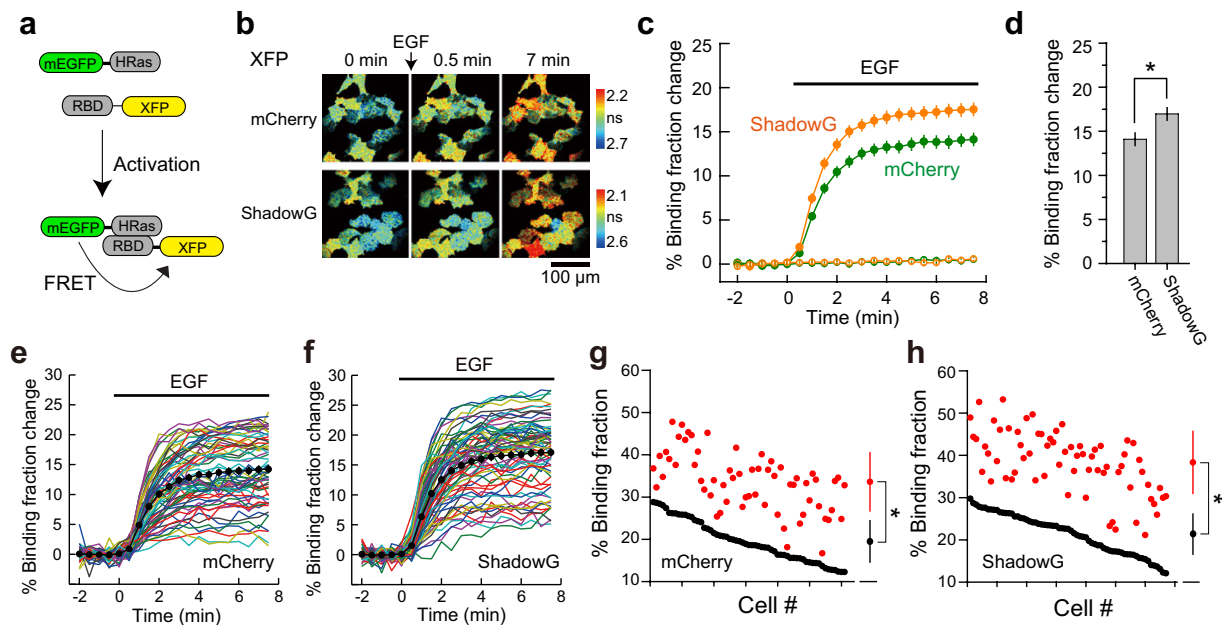 a
mEGFP HRas
RBD XFP
Activation
mEGFP HRas
RBD XFP
FRET
b
EGF
XFP 0 min 0.5 min 7 min
mCherry
2.2
ns
2.7
ShadowG
2.1
ns
2.6
100 µm
c
% Binding fraction change
25
20
15
10
5
0
EGF
ShadowG
mCherry
-2 0 2 4 6 8
Time (min)
d
% Binding fraction change
25
20
15
10
5
0
*
mCherry
ShadowG
e
% Binding fraction change
30
25
20
15
10
5
0
EGF
mCherry
-2 0 2 4 6 8
Time (min)
f
% Binding fraction change
30
25
20
15
10
5
0
EGF
ShadowG
-2 0 2 4 6 8
Time (min)
g
% Binding fraction
60
50
40
30
20
10
*
mCherry
Cell #
h
% Binding fraction
60
50
40
30
20
10
*
ShadowG
Cell #